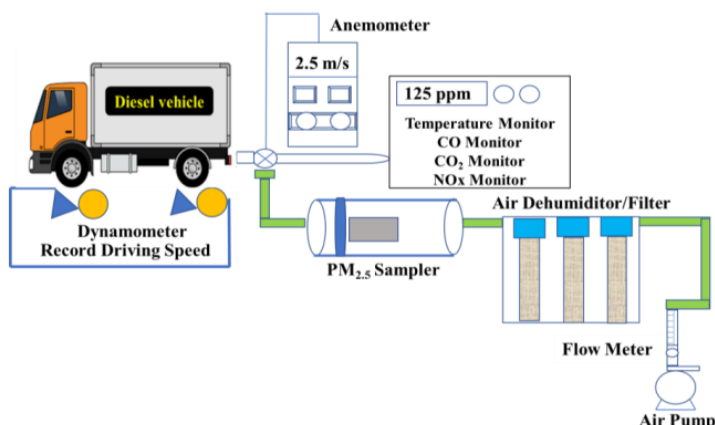 Anemometer
2.5 m/s
Diesel vehicle
125 ppm
Temperature Monitor
CO Monitor
CO₂ Monitor
NOx Monitor
Dynamometer
Record Driving Speed
PM₂.₅ Sampler
Air Dehumiditor/Filter
Flow Meter
Air Pump